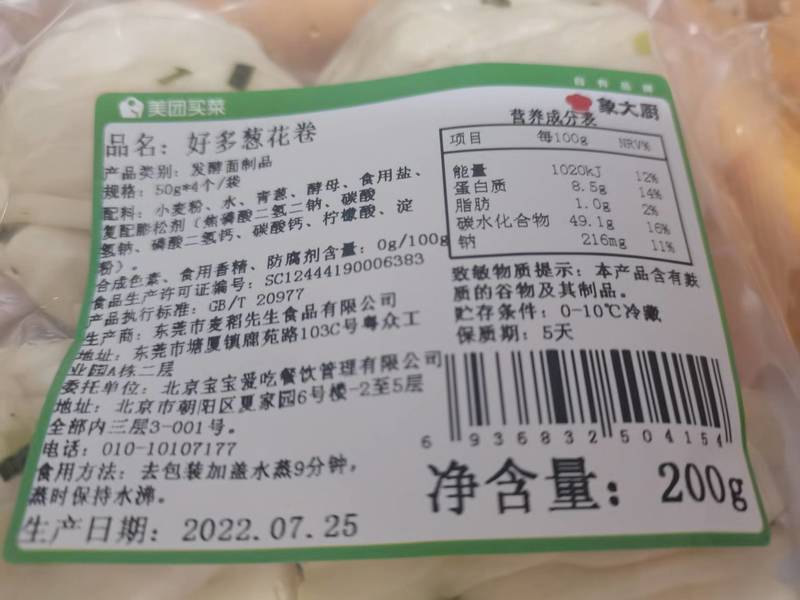 自有品牌
美团买菜
象大厨
品名：好多葱花卷
产品类别：发酵面制品
规格：50g*4个/袋
配料：小麦粉、水、青葱、酵母、食用盐、
复配膨松剂（焦磷酸二氢二钠、碳酸
氢钠、磷酸二氢钙、碳酸钙、柠檬酸、淀
粉）。
合成色素、食用香精、防腐剂含量：0g/100g
食品生产许可证编号：SC12444190006383
产品执行标准：GB/T 20977
生产商：东莞市麦稻先生食品有限公司
地址：东莞市塘厦镇麻苑路103C号粤众工
业园A栋二层
委托单位：北京宝宝爱吃餐饮管理有限公司
地址：北京市朝阳区夏家园6号楼-2至5层
全部内三层3-001号。
电话：010-10107177
食用方法：去包装加盖水蒸9分钟，
蒸时保持水沸。
生产日期：2022.07.25
营养成分表
项目 每100g NRV%
能量 1020kJ 12%
蛋白质 8.5g 14%
脂肪 1.0g 2%
碳水化合物 49.1g 16%
钠 216mg 11%
致敏物质提示：本产品含有麸
质的谷物及其制品。
贮存条件：0-10℃冷藏
保质期：5天
6 935832 504154
净含量：200g